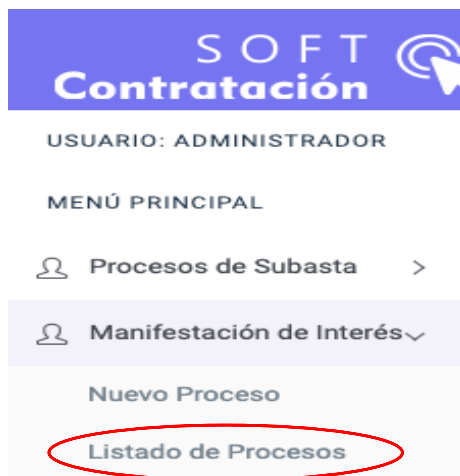 SOFT
Contratación
USUARIO: ADMINISTRADOR
MENÚ PRINCIPAL
Procesos de Subasta
Manifestación de Interés
Nuevo Proceso
Listado de Procesos